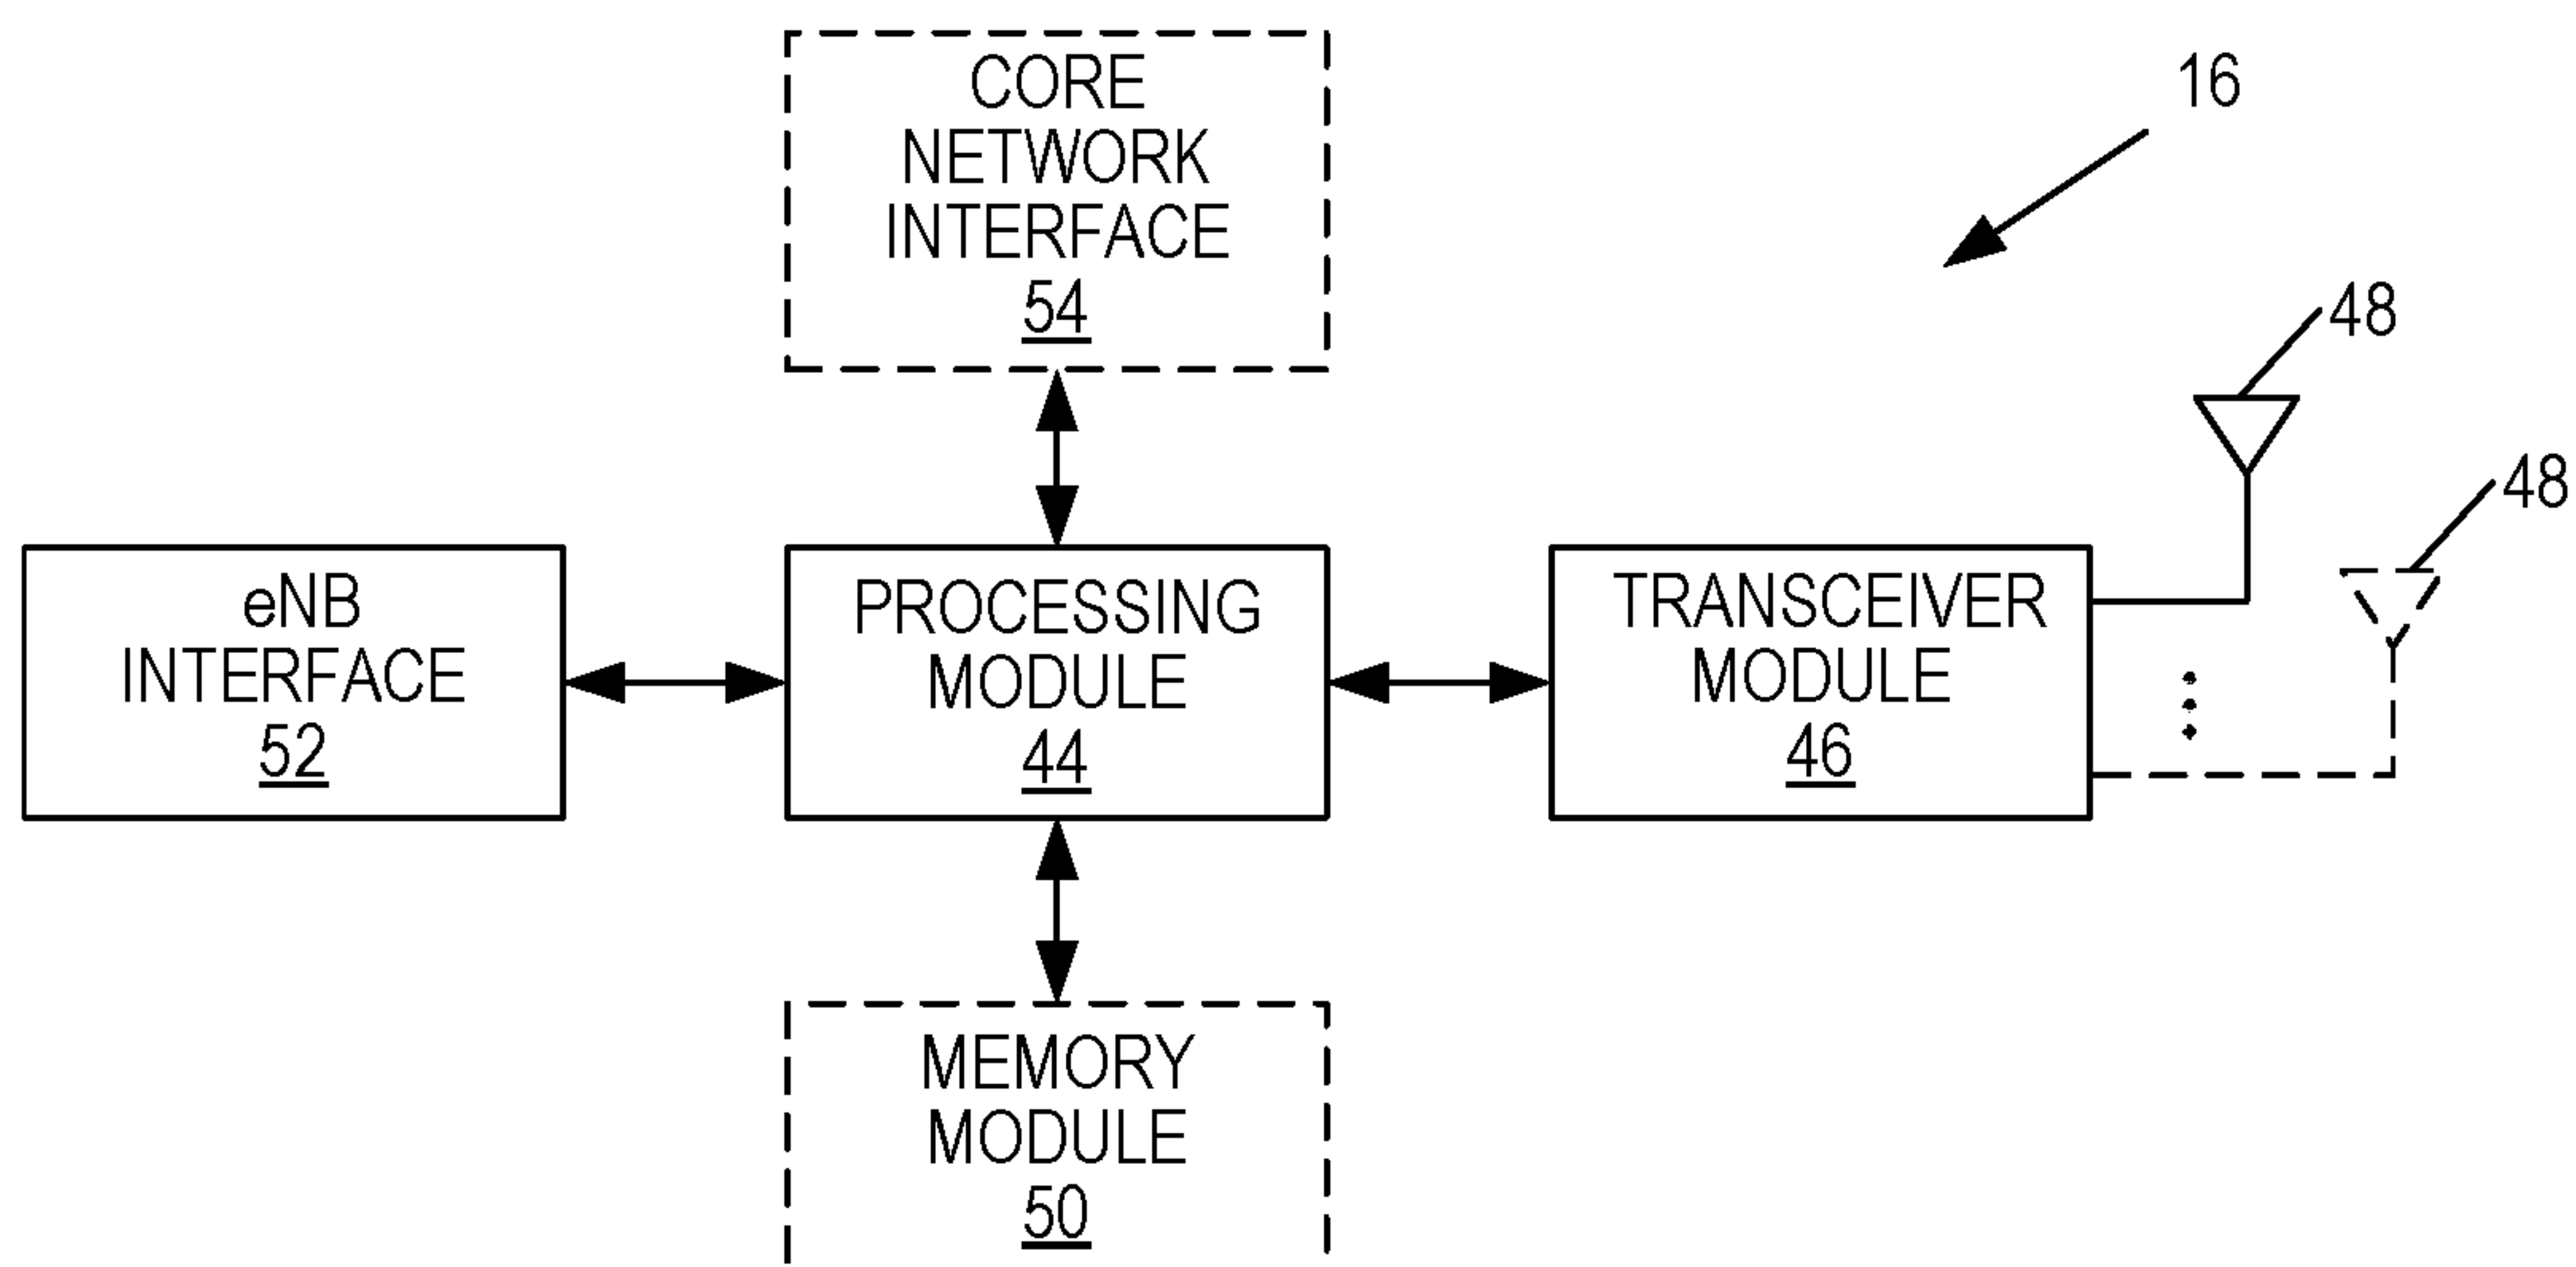 CORE
NETWORK
INTERFACE
54
16
48
48
eNB
INTERFACE
52
PROCESSING
MODULE
44
TRANSCEIVER
MODULE
46
MEMORY
MODULE
50